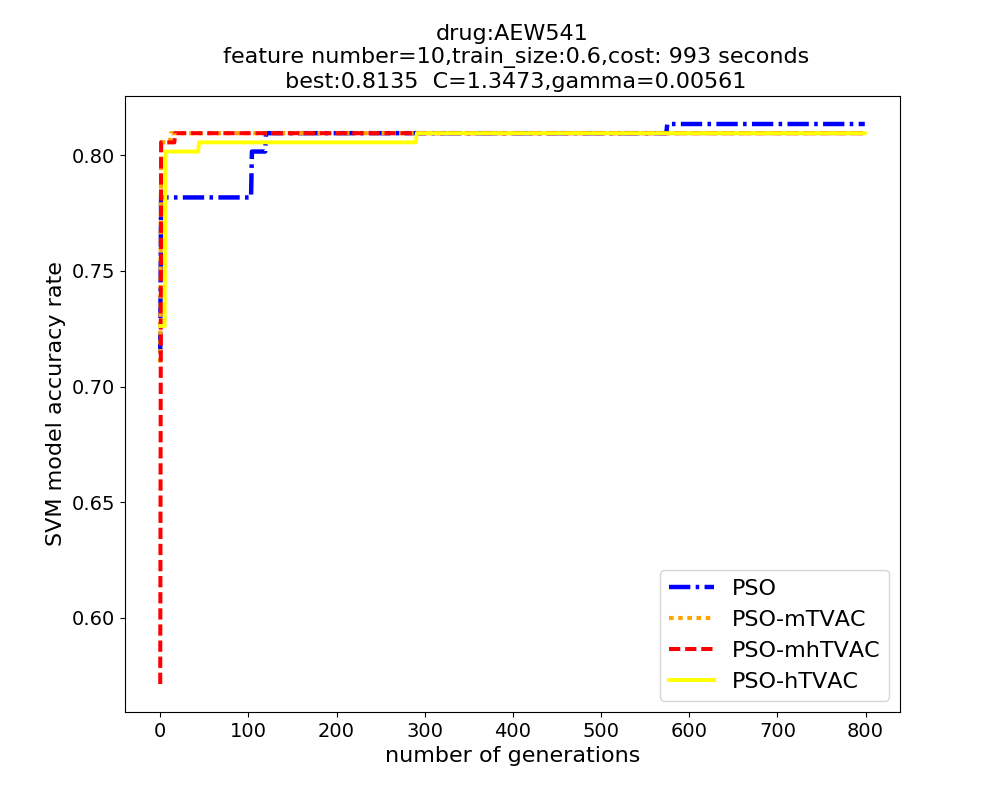 drug:AEW541
feature number=10,train_size:0.6,cost: 993 seconds
best:0.8135  C=1.3473,gamma=0.00561
SVM model accuracy rate
0.80
0.75
0.70
0.65
0.60
PSO
PSO-mTVAC
PSO-mhTVAC
PSO-hTVAC
0 100 200 300 400 500 600 700 800
number of generations